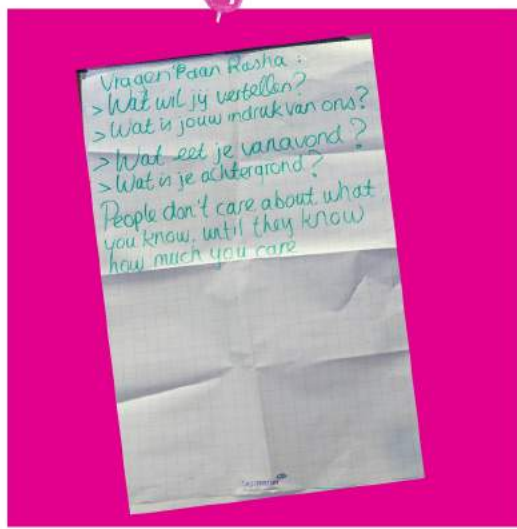 Vragen aan Rasha :
> Wat wil jij vertellen?
> Wat is jouw indruk van ons?
> Wat eet je vanavond ?
> Wat is je achtergrond ?
People don't care about what
you know, until they know
how much you care